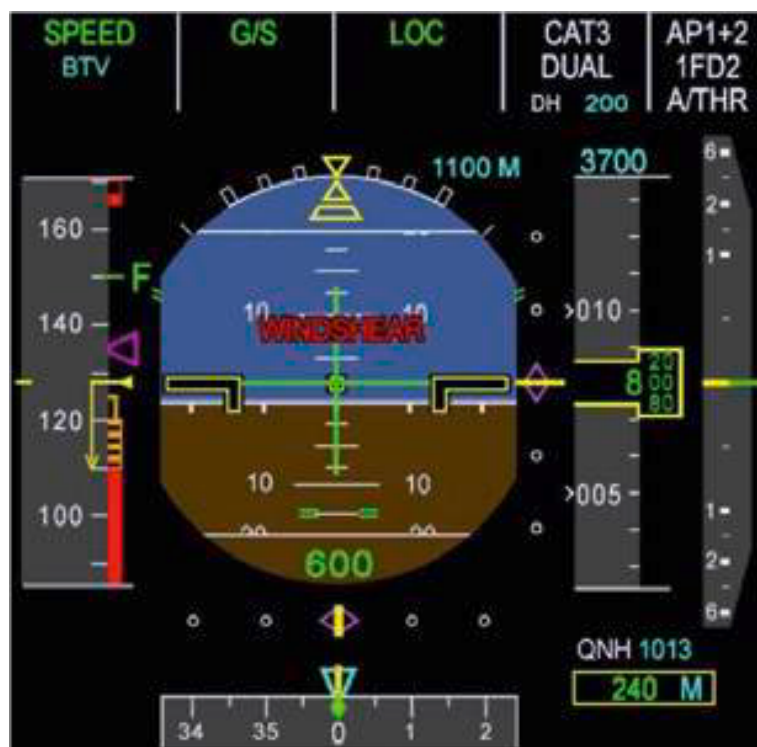 SPEED G/S LOC CAT3 AP1+2
BTV DUAL 1FD2
DH 200 A/THR
1100 M 3700
6
160 2
1
F
10 10 010
WINDSHEAR
140
20
8 00
80
120
10 10 005
100 1
20 20 2
600
6
QNH 1013
240 M
34 35 0 1 2